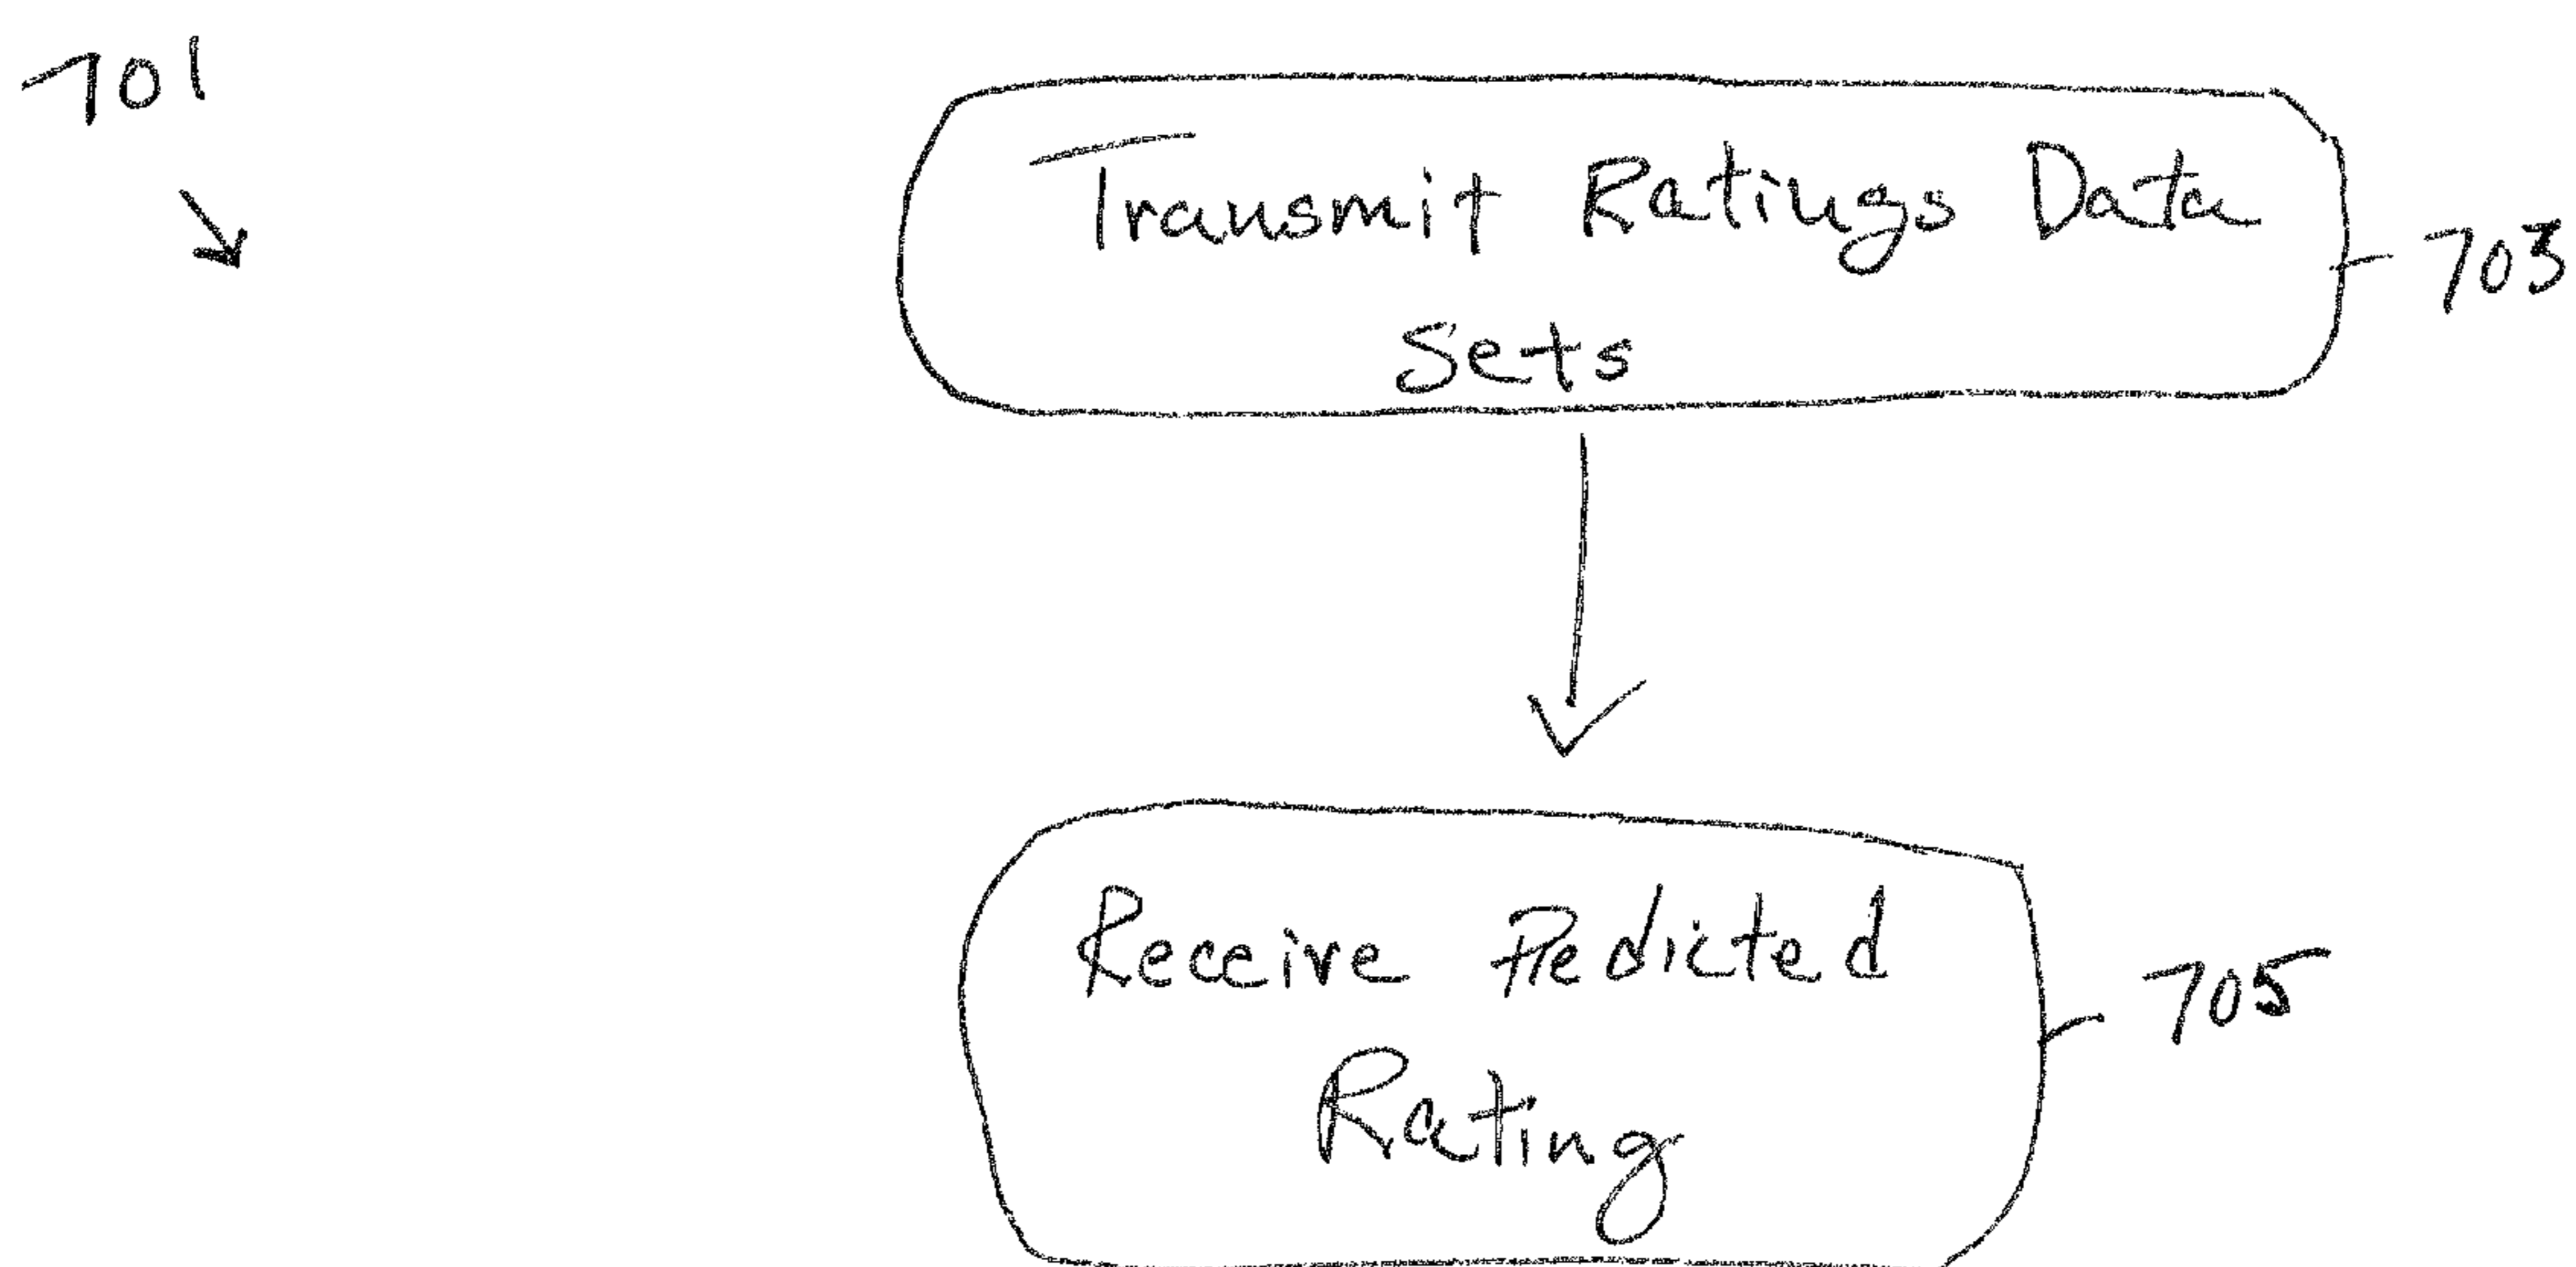 701
Transmit Ratings Data
Sets
703
Receive Predicted
Rating
705